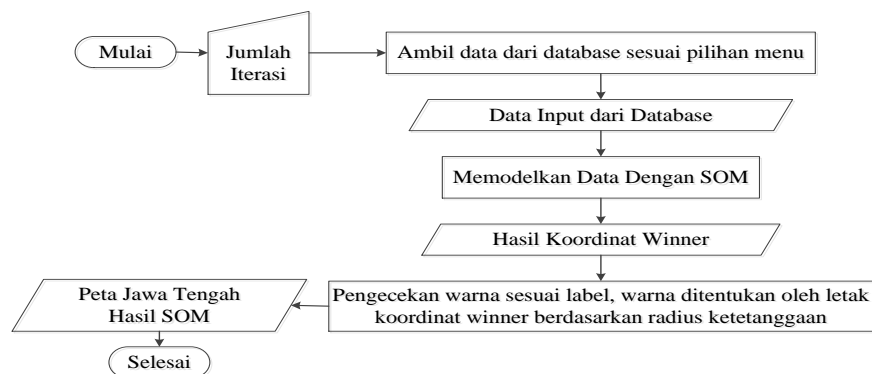 Mulai
Jumlah
Iterasi
Ambil data dari database sesuai pilihan menu
Data Input dari Database
Memodelkan Data Dengan SOM
Hasil Koordinat Winner
Pengecekan warna sesuai label, warna ditentukan oleh letak
koordinat winner berdasarkan radius ketetanggaan
Peta Jawa Tengah
Hasil SOM
Selesai